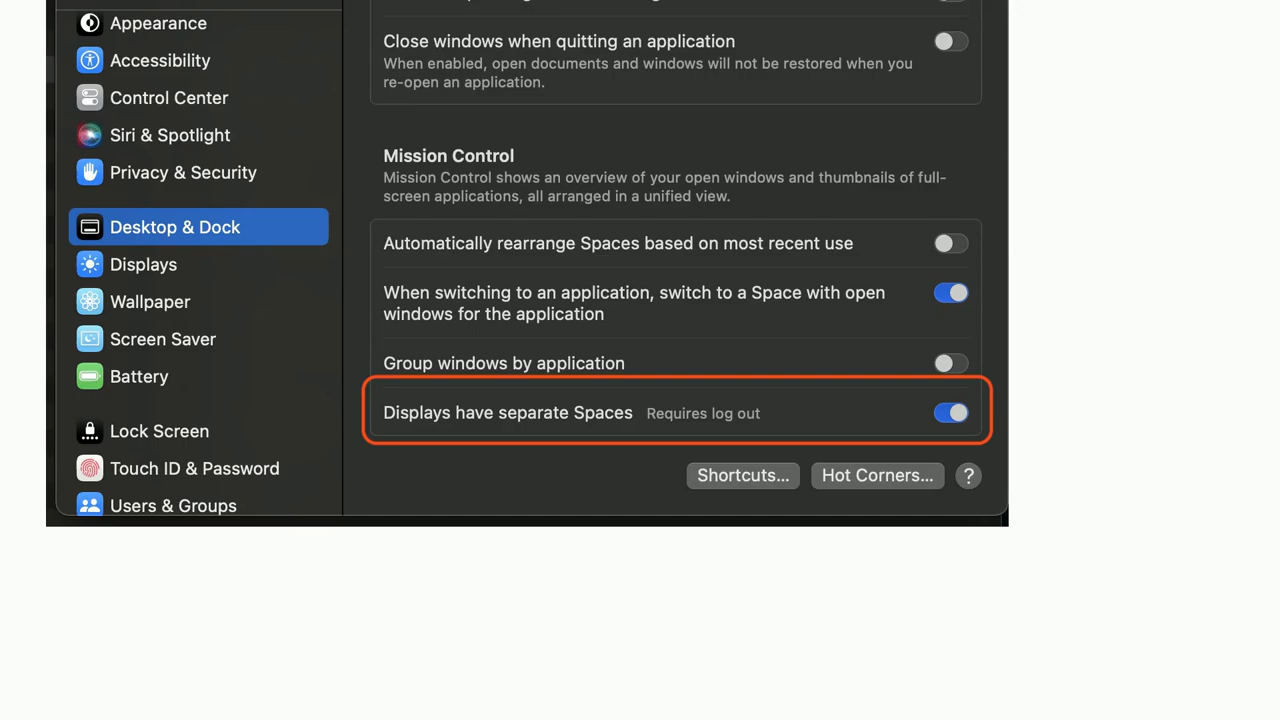 Appearance
Accessibility
Control Center
Siri & Spotlight
Privacy & Security
Desktop & Dock
Displays
Wallpaper
Screen Saver
Battery
Lock Screen
Touch ID & Password
Users & Groups
Close windows when quitting an application
When enabled, open documents and windows will not be restored when you
re-open an application.
Mission Control
Mission Control shows an overview of your open windows and thumbnails of full-
screen applications, all arranged in a unified view.
Automatically rearrange Spaces based on most recent use
When switching to an application, switch to a Space with open
windows for the application
Group windows by application
Displays have separate Spaces Requires log out
Shortcuts... Hot Corners... ?